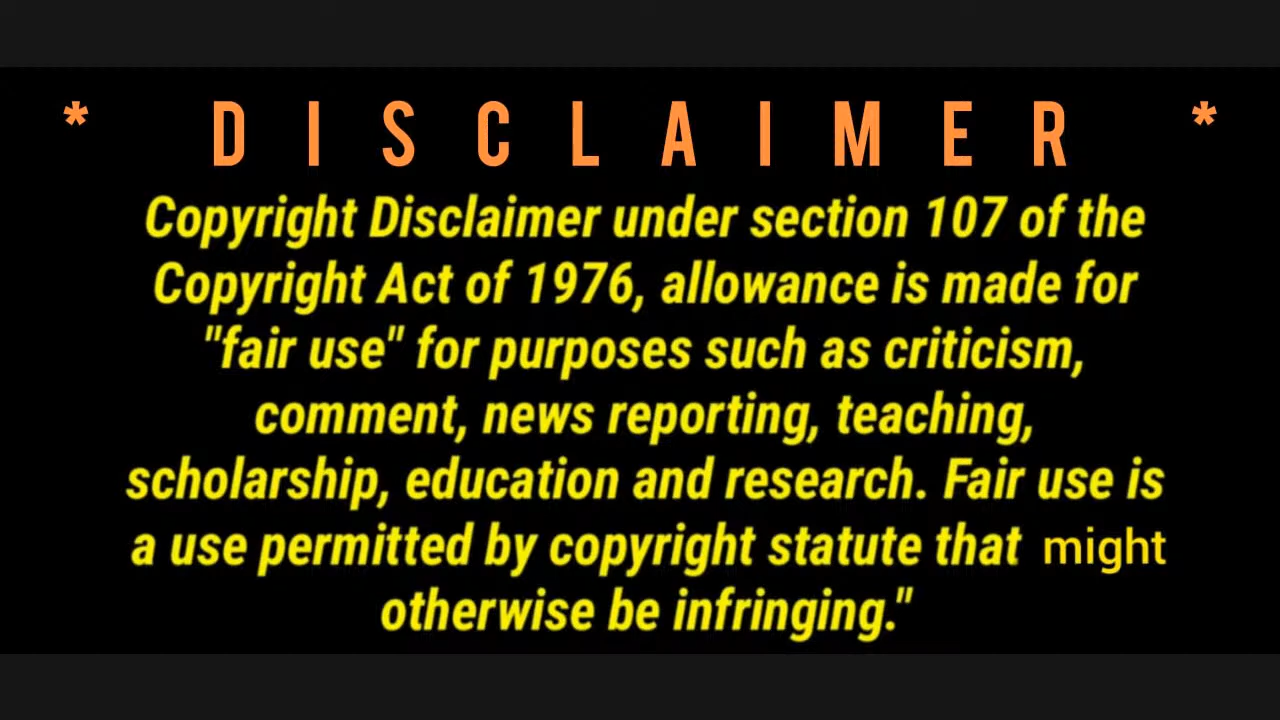 * DISCLAIMER *
Copyright Disclaimer under section 107 of the
Copyright Act of 1976, allowance is made for
"fair use" for purposes such as criticism,
comment, news reporting, teaching,
scholarship, education and research. Fair use is
a use permitted by copyright statute that might
otherwise be infringing."